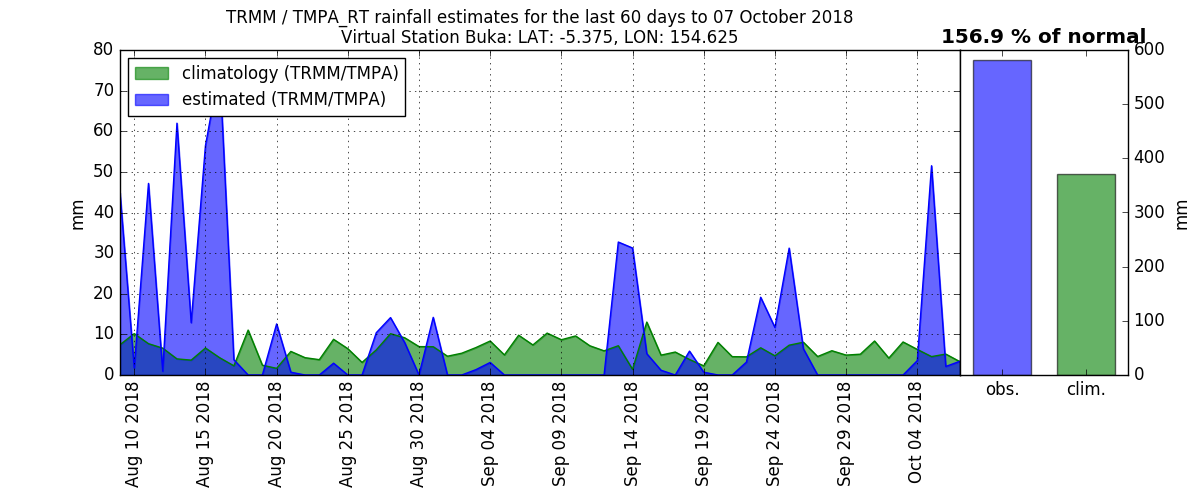 TRMM / TMPA_RT rainfall estimates for the last 60 days to 07 October 2018
Virtual Station Buka: LAT: -5.375, LON: 154.625
156.9 % of normal
climatology (TRMM/TMPA)
estimated (TRMM/TMPA)
80
70
60
50
40
30
20
10
0
mm
Aug 10 2018
Aug 15 2018
Aug 20 2018
Aug 25 2018
Aug 30 2018
Sep 04 2018
Sep 09 2018
Sep 14 2018
Sep 19 2018
Sep 24 2018
Sep 29 2018
Oct 04 2018
obs.
clim.
600
500
400
300
200
100
0
mm